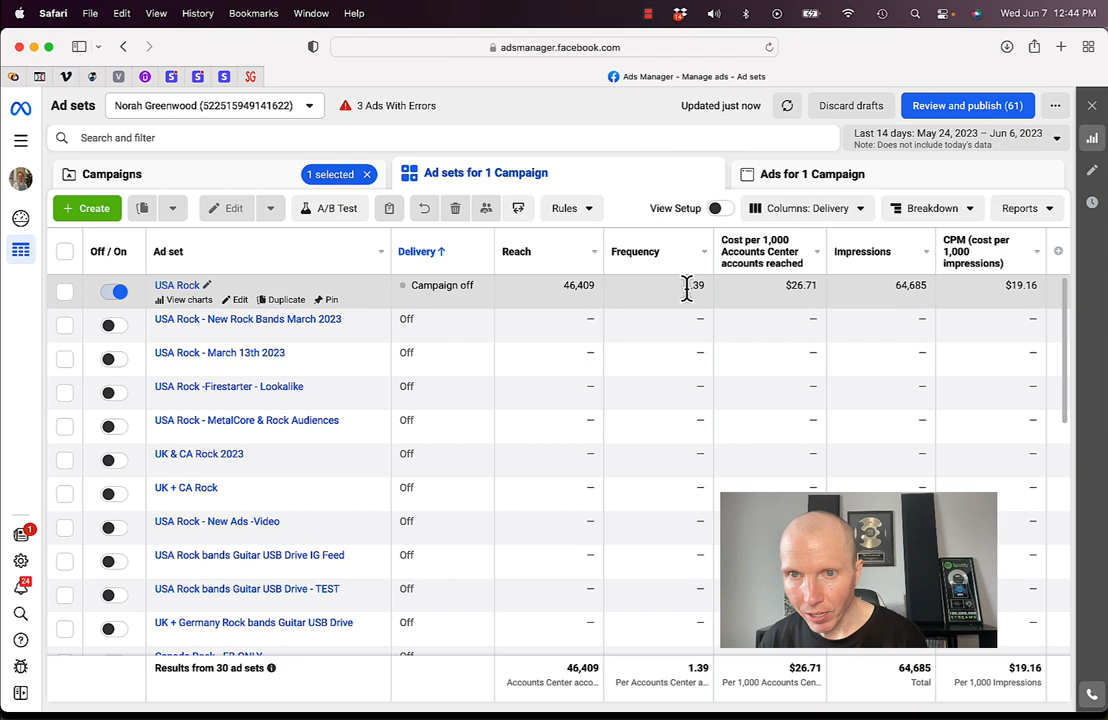 Safari File Edit View History Bookmarks Window Help
14
Wed Jun 7 12:44 PM
adsmanager.facebook.com
V
S S S SG
Ads Manager - Manage ads - Ad sets
Ad sets
Norah Greenwood (522515949141622)
3 Ads With Errors
Updated just now
Discard drafts
Review and publish (61)
Search and filter
Last 14 days: May 24, 2023 – Jun 6, 2023
Note: Does not include today's data
Campaigns
1 selected
Ad sets for 1 Campaign
Ads for 1 Campaign
+ Create
Edit
A/B Test
Rules
View Setup
Columns: Delivery
Breakdown
Reports
Off / On
Ad set
Delivery ↑
Reach
Frequency
Cost per 1,000 Accounts Center accounts reached
Impressions
CPM (cost per 1,000 impressions)
USA Rock Campaign off 46,409 .39 $26.71 64,685 $19.16
View charts Edit Duplicate Pin
USA Rock - New Rock Bands March 2023 Off – – – – –
USA Rock - March 13th 2023 Off – – – – –
USA Rock -Firestarter - Lookalike Off – – – – –
USA Rock - MetalCore & Rock Audiences Off – – – – –
UK & CA Rock 2023 Off – – – – –
UK + CA Rock Off – – – – –
USA Rock - New Ads -Video Off – – –
USA Rock bands Guitar USB Drive IG Feed Off – – –
USA Rock bands Guitar USB Drive - TEST Off – – –
UK + Germany Rock bands Guitar USB Drive Off – – –
Results from 30 ad sets 46,409 1.39 $26.71 64,685 $19.16
Accounts Center acco... Per Accounts Center a... Per 1,000 Accounts Cen... Total Per 1,000 Impressions
1
24